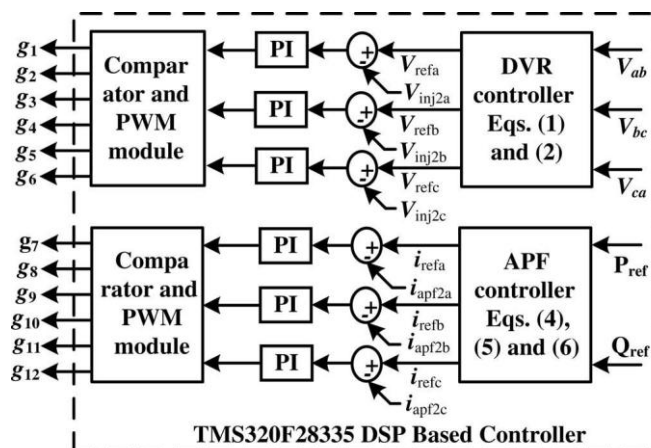 g1
g2
g3
g4
g5
g6
Compar
ator and
PWM
module
PI
PI
PI
+
-
Vrefa
Vinj2a
+
-
Vrefb
Vinj2b
+
-
Vrefc
Vinj2c
DVR
controller
Eqs. (1)
and (2)
Vab
Vbc
Vca
g7
g8
g9
g10
g11
g12
Compa
rator and
PWM
module
PI
PI
PI
+
-
irefa
iapf2a
+
-
irefb
iapf2b
+
-
irefc
iapf2c
APF
controller
Eqs. (4),
(5) and (6)
Pref
Qref
TMS320F28335 DSP Based Controller